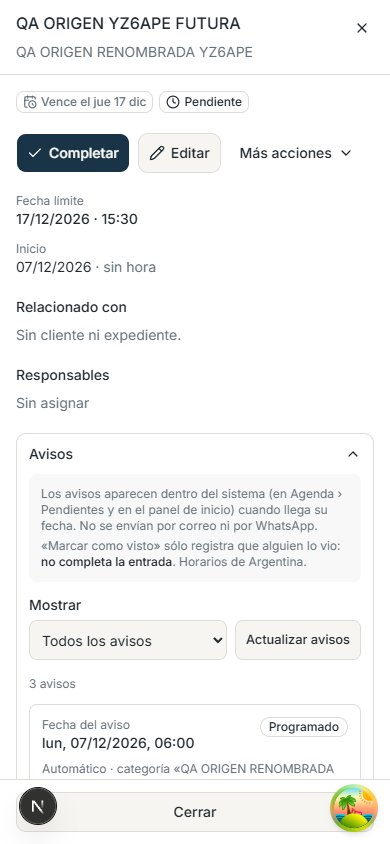 QA ORIGEN YZ6APE FUTURA
QA ORIGEN RENOMBRADA YZ6APE
Vence el jue 17 dic
Pendiente
Completar
Editar
Más acciones
Fecha límite
17/12/2026 · 15:30
Inicio
07/12/2026 · sin hora
Relacionado con
Sin cliente ni expediente.
Responsables
Sin asignar
Avisos
Los avisos aparecen dentro del sistema (en Agenda ›
Pendientes y en el panel de inicio) cuando llega su
fecha. No se envían por correo ni por WhatsApp.
«Marcar como visto» sólo registra que alguien lo vio:
no completa la entrada. Horarios de Argentina.
Mostrar
Todos los avisos
Actualizar avisos
3 avisos
Fecha del aviso
Programado
lun, 07/12/2026, 06:00
Automático · categoría «QA ORIGEN RENOMBRADA
N
Cerrar